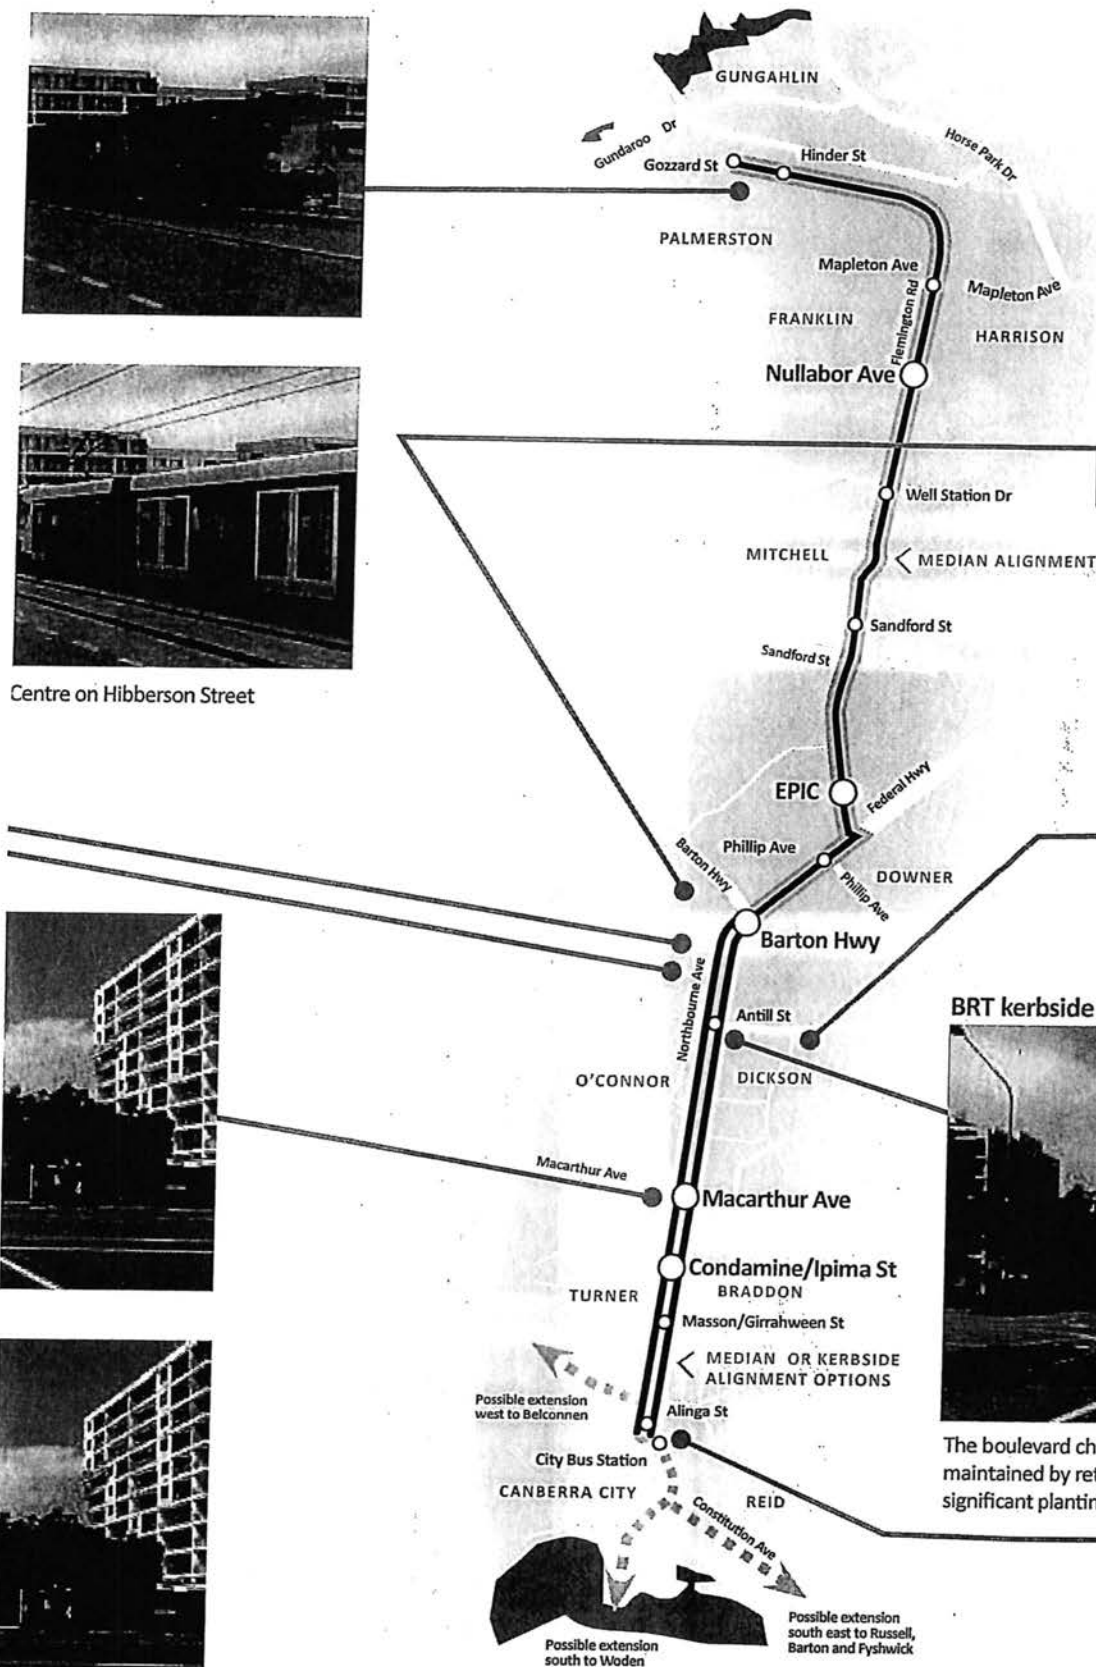 GUNGAHLIN
Horse Park Dr
Gundaroo Dr
Gozzard St
Hinder St
PALMERSTON
Mapleton Ave
Mapleton Ave
Flemington Rd
FRANKLIN
HARRISON
Nullabor Ave
Well Station Dr
MITCHELL
MEDIAN ALIGNMENT
Sandford St
Sandford St
Centre on Hibberson Street
EPIC
Federal Hwy
Phillip Ave
Barton Hwy
DOWNER
Phillip Ave
Barton Hwy
Northbourne Ave
Antill St
BRT kerbside
O'CONNOR
DICKSON
Macarthur Ave
Macarthur Ave
Condamine/Ipima St
BRADDON
TURNER
Masson/Girrahween St
MEDIAN OR KERBSIDE
ALIGNMENT OPTIONS
Possible extension
west to Belconnen
Alinga St
City Bus Station
CANBERRA CITY
REID
Constitution Ave
The boulevard ch
maintained by ret
significant plantin
Possible extension
south east to Russell,
Barton and Fyshwick
Possible extension
south to Woden